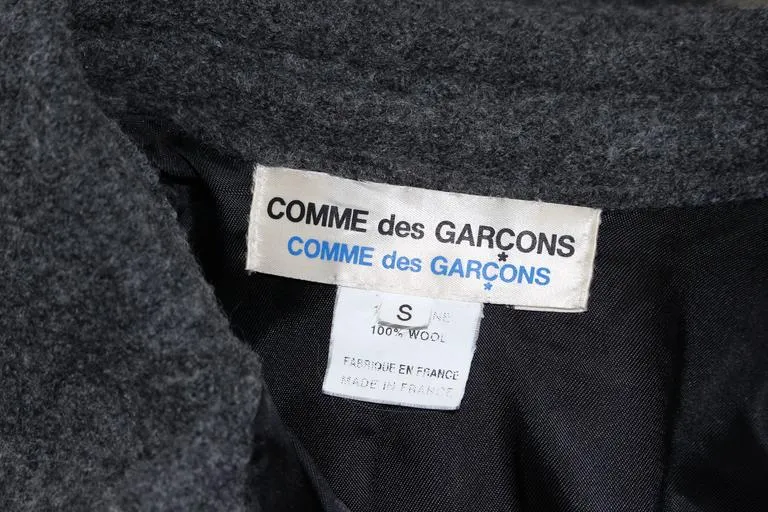 COMME des GARÇONS
COMME des GARÇONS
S
100% WOOL
FABRIQUE EN FRANCE
MADE IN FRANCE